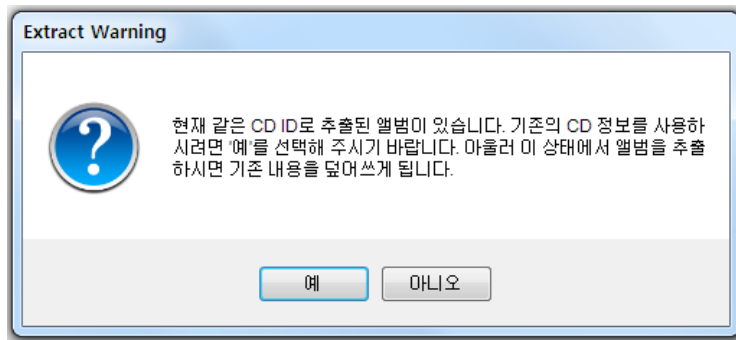 Extract Warning
현재 같은 CD ID로 추출된 앨범이 있습니다. 기존의 CD 정보를 사용하
시려면 '예'를 선택해 주시기 바랍니다. 아울러 이 상태에서 앨범을 추출
하시면 기존 내용을 덮어쓰게 됩니다.
예
아니오